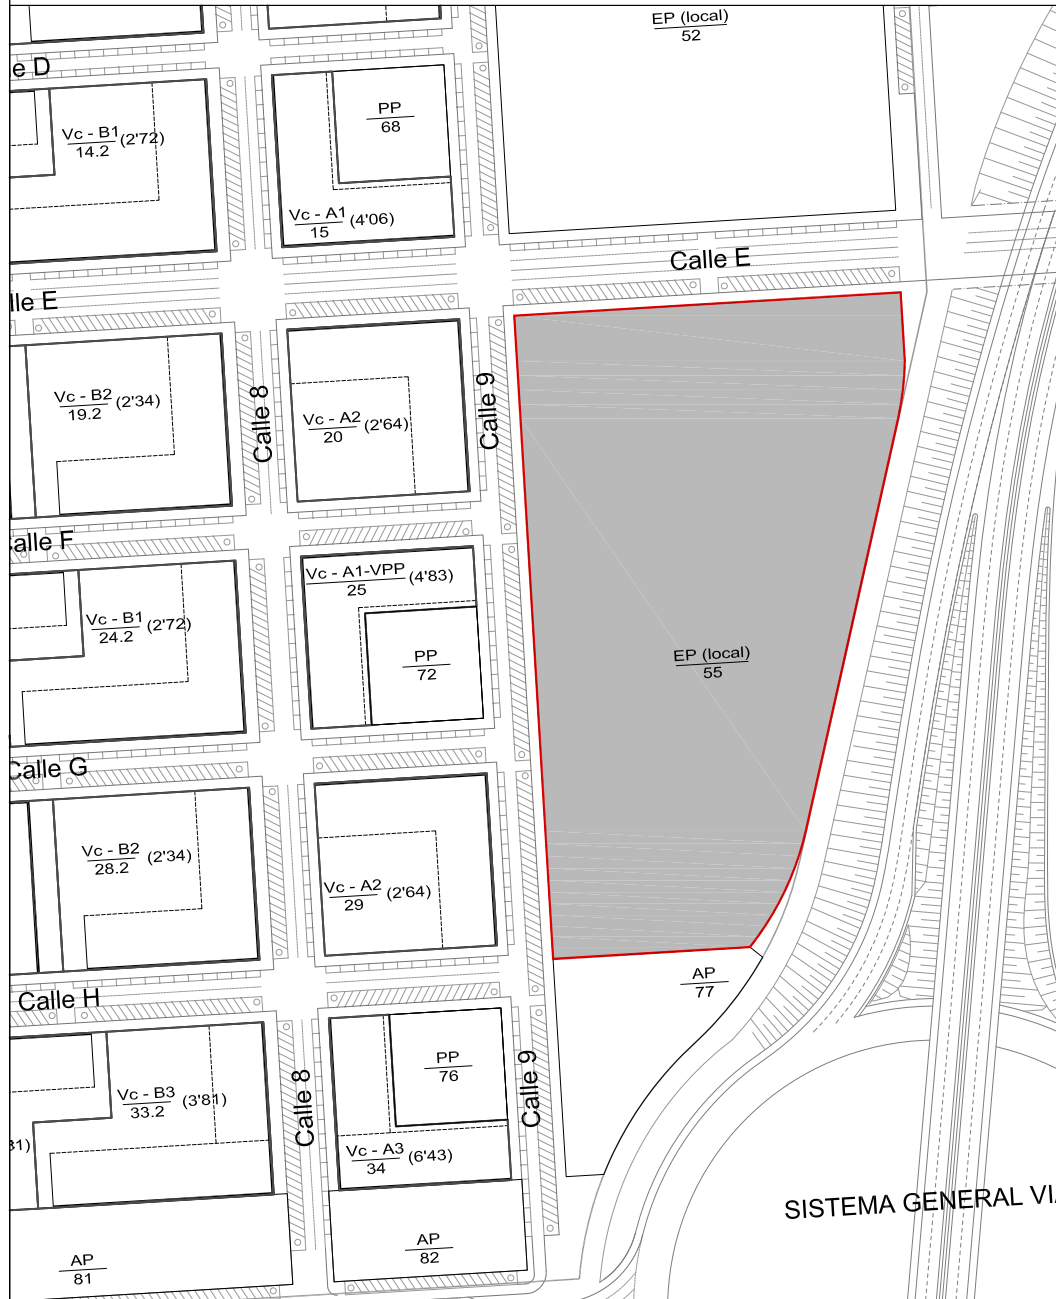 EP (local)
52
e D
PP
68
Vc - B1 (2'72)
14.2
Vc - A1 (4'06)
15
Calle E
lle E
Calle 8
Calle 9
Vc - B2 (2'34)
19.2
Vc - A2 (2'64)
20
alle F
Vc - A1-VPP (4'83)
25
Vc - B1 (2'72)
24.2
PP
72
EP (local)
55
Calle G
Vc - B2 (2'34)
28.2
Vc - A2 (2'64)
29
AP
77
Calle H
PP
76
Calle 8
Calle 9
Vc - B3 (3'81)
33.2
31)
Vc - A3 (6'43)
34
SISTEMA GENERAL VI
AP
82
AP
81